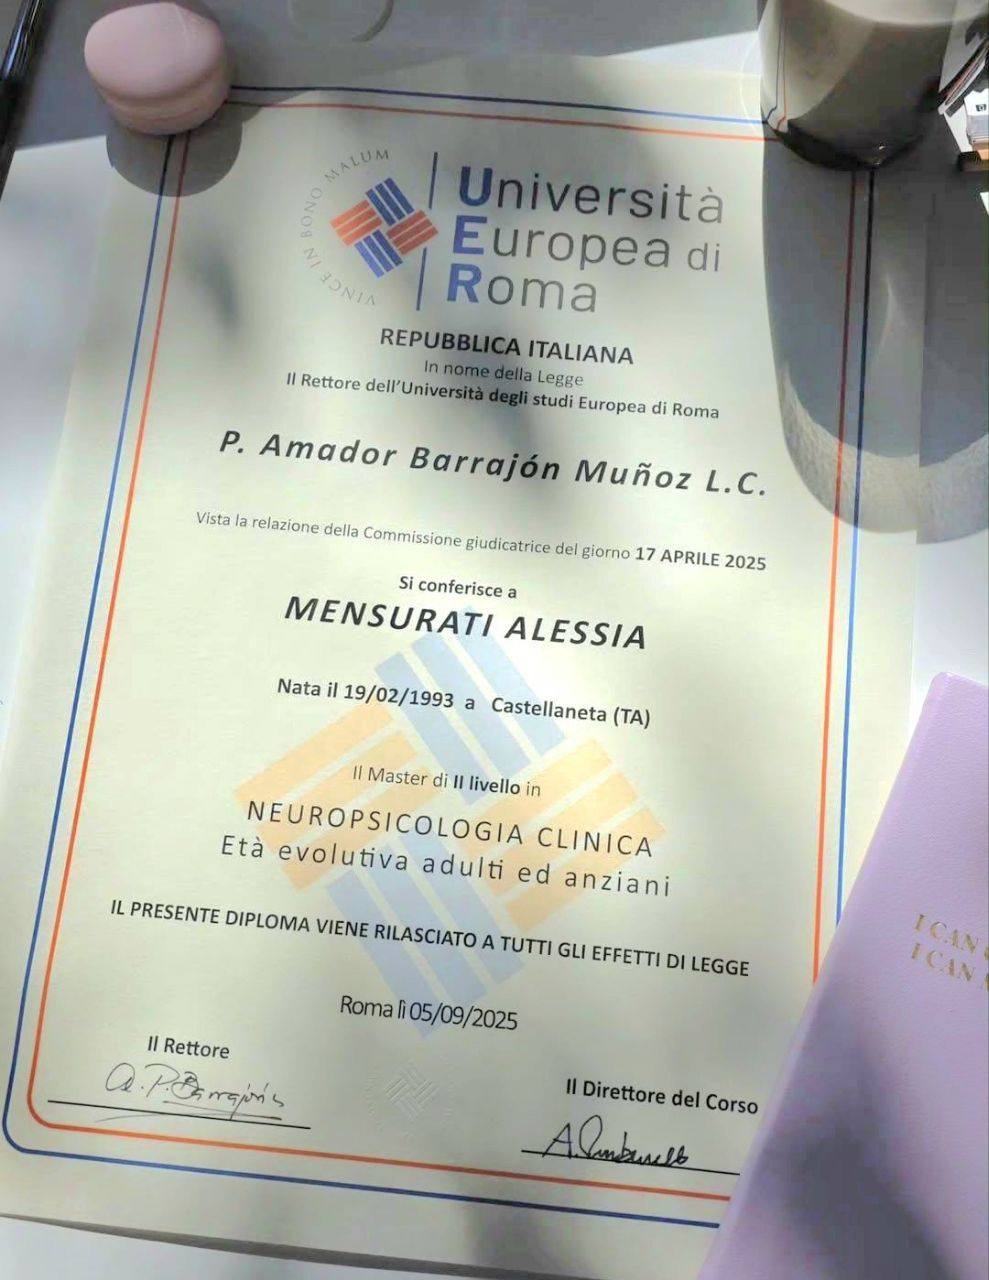 VINCE IN BONO MALUM
Università
Europea di
Roma
REPUBBLICA ITALIANA
In nome della Legge
Il Rettore dell'Università degli studi Europea di Roma
P. Amador Barrajón Muñoz L.C.
Vista la relazione della Commissione giudicatrice del giorno 17 APRILE 2025
Si conferisce a
MENSURATI ALESSIA
Nata il 19/02/1993 a Castellaneta (TA)
Il Master di II livello in
NEUROPSICOLOGIA CLINICA
Età evolutiva adulti ed anziani
IL PRESENTE DIPLOMA VIENE RILASCIATO A TUTTI GLI EFFETTI DI LEGGE
Roma lì 05/09/2025
Il Rettore
Il Direttore del Corso
I CAN
I CAN